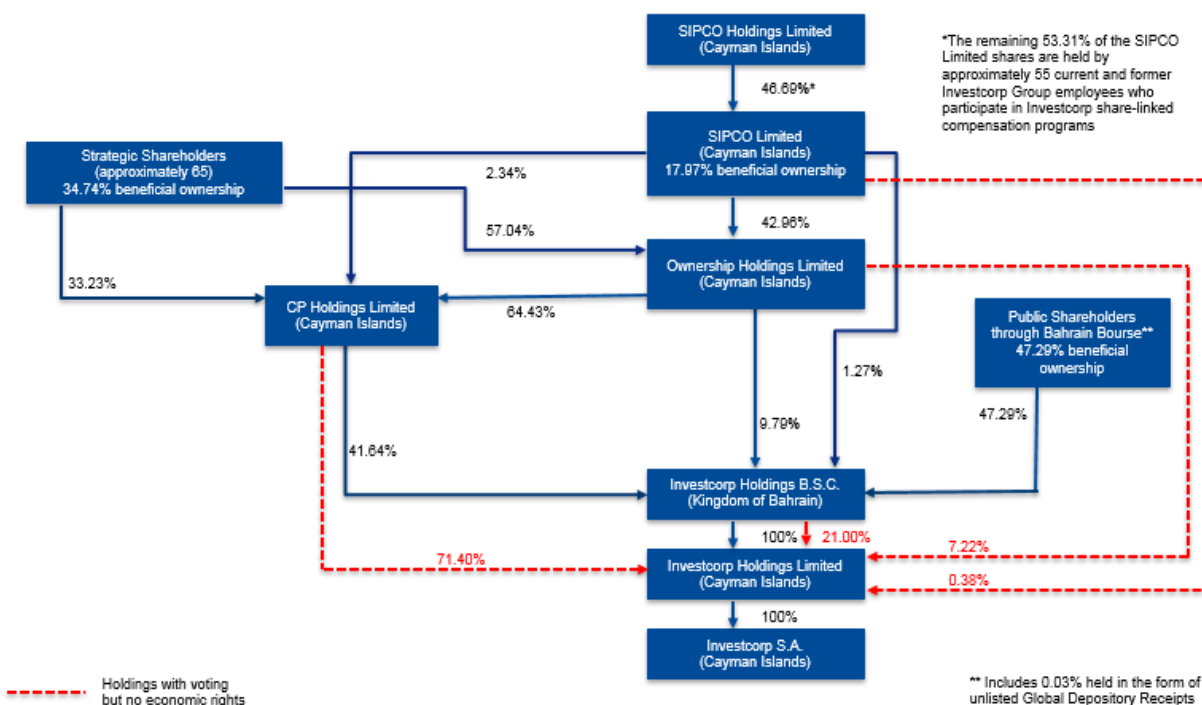 SIPCO Holdings Limited
(Cayman Islands)
*The remaining 53.31% of the SIPCO
Limited shares are held by
approximately 55 current and former
Investcorp Group employees who
participate in Investcorp share-linked
compensation programs
46.69%*
SIPCO Limited
(Cayman Islands)
17.97% beneficial ownership
Strategic Shareholders
(approximately 65)
34.74% beneficial ownership
2.34%
42.96%
57.04%
Ownership Holdings Limited
(Cayman Islands)
33.23%
CP Holdings Limited
(Cayman Islands)
64.43%
Public Shareholders
through Bahrain Bourse**
47.29% beneficial
ownership
1.27%
9.79%
47.29%
41.64%
Investcorp Holdings B.S.C.
(Kingdom of Bahrain)
100%
21.00%
7.22%
71.40%
Investcorp Holdings Limited
(Cayman Islands)
0.38%
100%
Investcorp S.A.
(Cayman Islands)
Holdings with voting
but no economic rights
** Includes 0.03% held in the form of
unlisted Global Depository Receipts